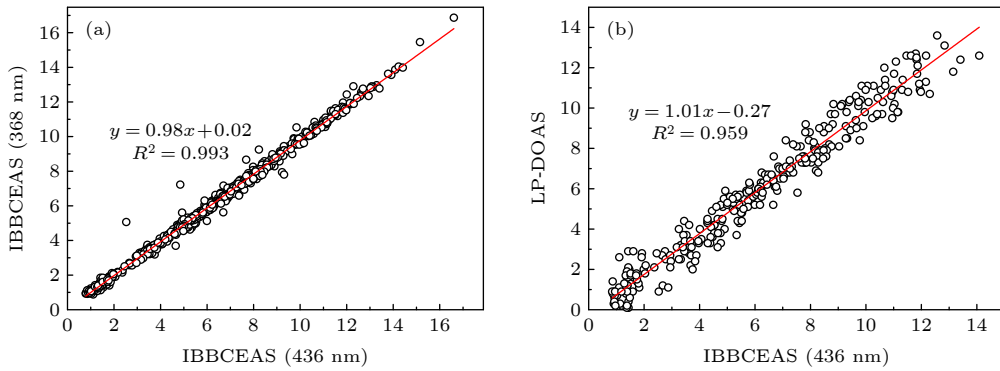 (a)
y = 0.98x+0.02
R² = 0.993
IBBCEAS (368 nm)
16
14
12
10
8
6
4
2
0
0 2 4 6 8 10 12 14 16
IBBCEAS (436 nm)
(b)
y = 1.01x−0.27
R² = 0.959
LP-DOAS
14
12
10
8
6
4
2
0
0 2 4 6 8 10 12 14
IBBCEAS (436 nm)